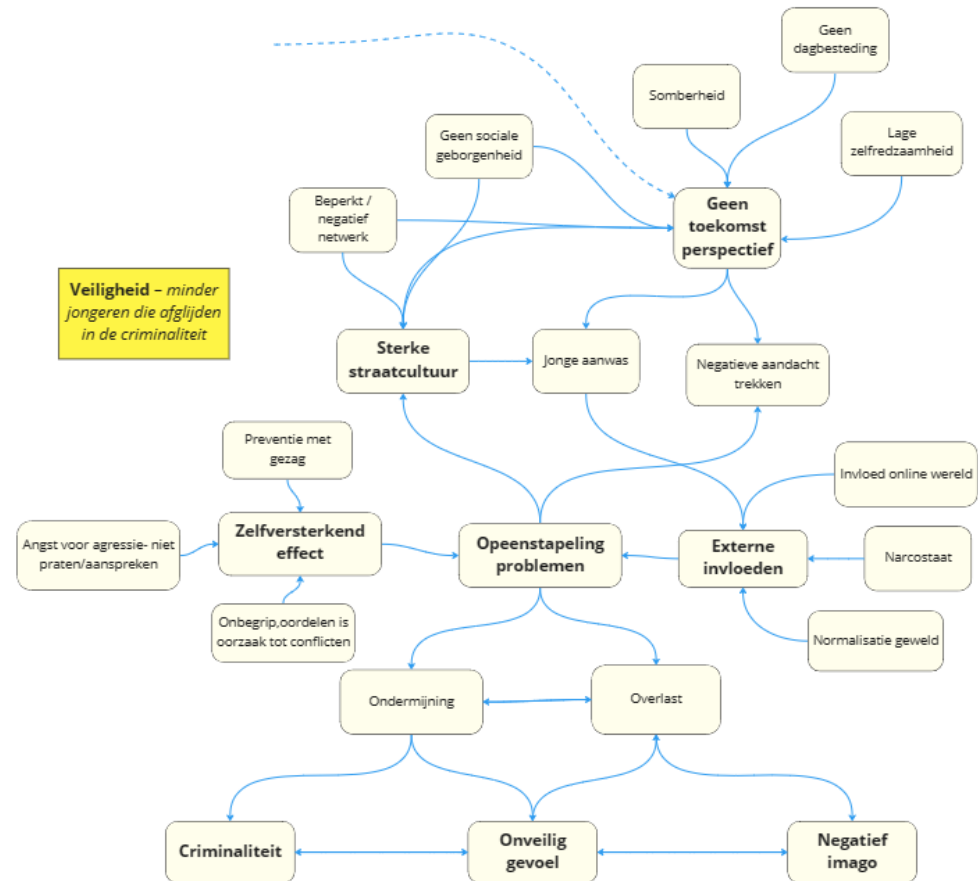 Geen
dagbesteding
Somberheid
Lage
zelfredzaamheid
Geen sociale
geborgenheid
Beperkt /
negatief
netwerk
Geen
toekomst
perspectief
Veiligheid – minder
jongeren die afglijden
in de criminaliteit
Sterke
straatcultuur
Jonge aanwas
Negatieve aandacht
trekken
Preventie met
gezag
Invloed online wereld
Angst voor agressie- niet
praten/aanspreken
Zelfversterkend
effect
Opeenstapeling
problemen
Externe
invloeden
Narcostaat
Onbegrip,oordelen is
oorzaak tot conflicten
Normalisatie geweld
Ondermijning
Overlast
Criminaliteit
Onveilig
gevoel
Negatief
imago